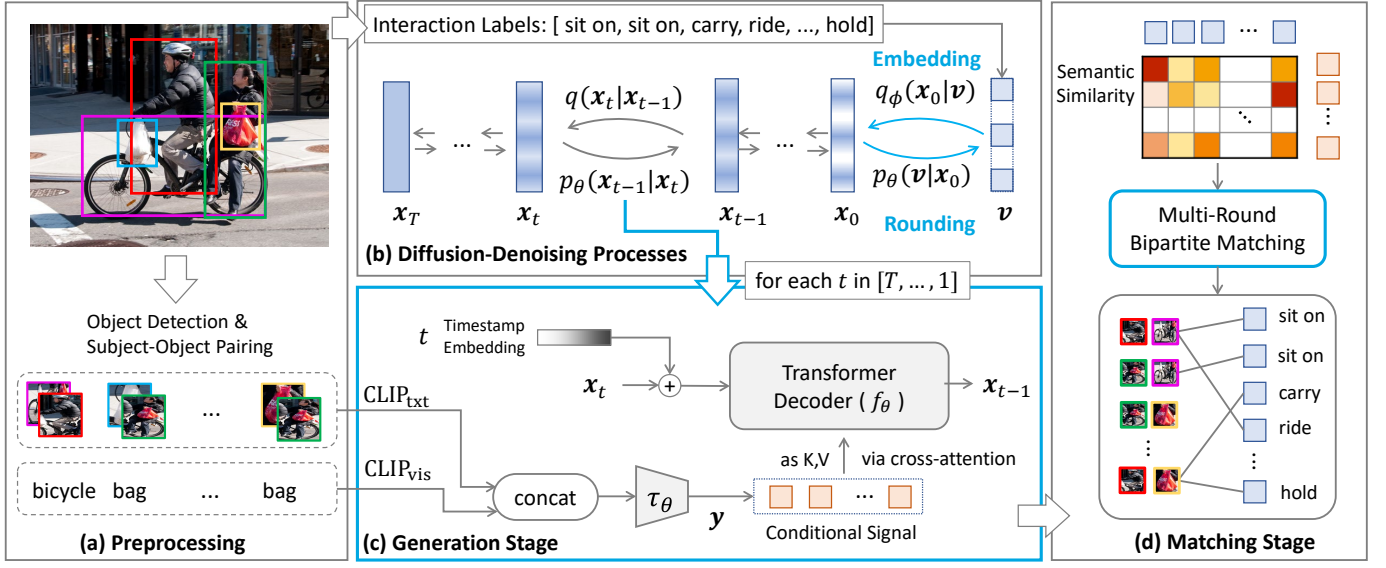 Object Detection &
Subject-Object Pairing
...
bicycle bag ... bag
(a) Preprocessing
Interaction Labels: [ sit on, sit on, carry, ride, ..., hold]
Embedding
q(x_t|x_{t-1})
q_ϕ(x_0|v)
... ...
p_θ(x_{t-1}|x_t)
p_θ(v|x_0)
x_T x_t x_{t-1} x_0 v
Rounding
(b) Diffusion-Denoising Processes
for each t in [T, ... , 1]
t Timestamp
Embedding
x_t + Transformer
Decoder ( f_θ ) x_{t-1}
CLIP_txt
CLIP_vis
as K,V via cross-attention
concat τ_θ y ...
Conditional Signal
(c) Generation Stage
...
Semantic
Similarity
Multi-Round
Bipartite Matching
sit on
sit on
carry
ride
hold
(d) Matching Stage